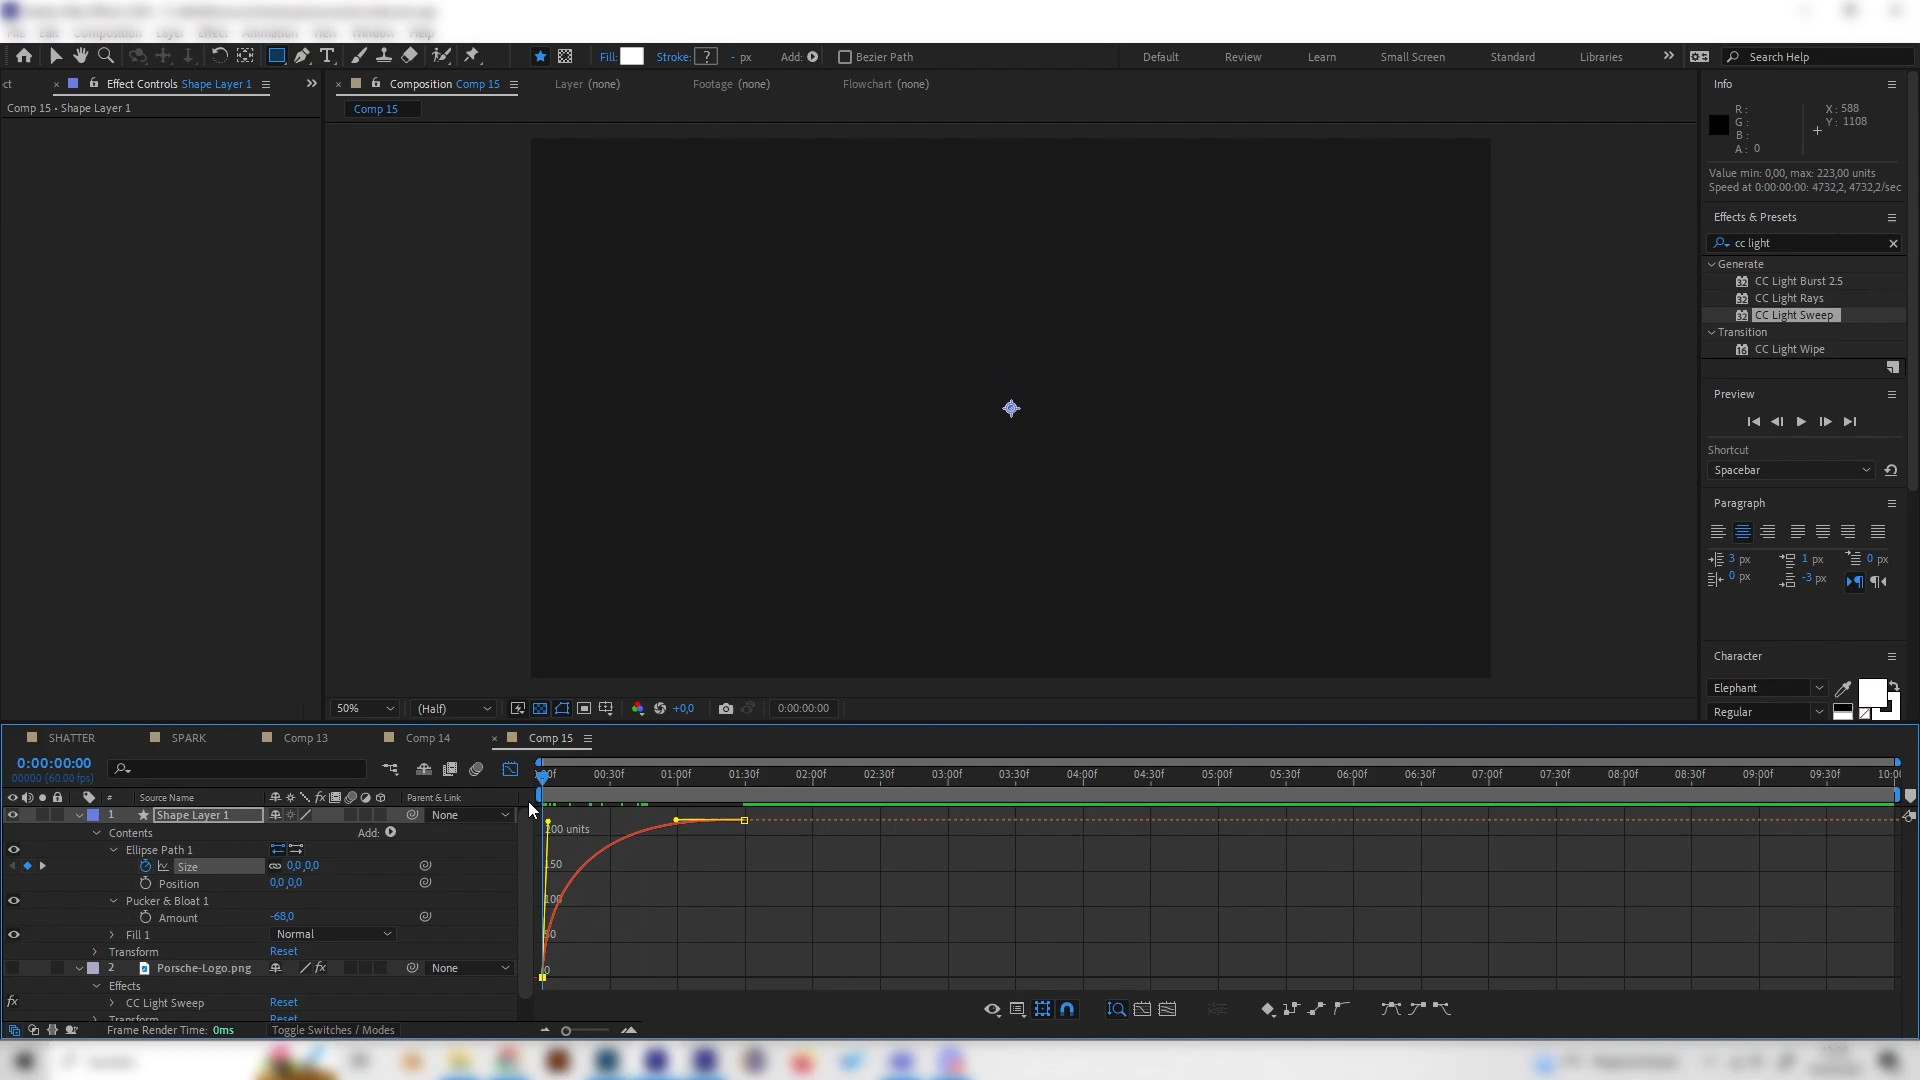 Fill: Stroke: ? - px Add: Bezier Path Default Review Learn Small Screen Standard Libraries Search Help
ct Effect Controls Shape Layer 1
Comp 15 • Shape Layer 1
Composition Comp 15 Layer (none) Footage (none) Flowchart (none)
Comp 15
50% (Half) +0,0 0:00:00:00
Info
R : X : 588
G : Y : 1108
B :
A : 0
Value min: 0,00, max: 223,00 units
Speed at 0:00:00:00: 4732,2, 4732,2/sec
Effects & Presets
cc light
Generate
CC Light Burst 2.5
CC Light Rays
CC Light Sweep
Transition
CC Light Wipe
Preview
Shortcut
Spacebar
Paragraph
3 px 1 px 0 px
0 px -3 px
Character
Elephant
Regular
SHATTER SPARK Comp 13 Comp 14 Comp 15
0:00:00:00
00000 (60.00 fps)
# Source Name fx Parent & Link
1 Shape Layer 1 None
Contents Add:
Ellipse Path 1
Size 0,0,0,0
Position 0,0,0,0
Pucker & Bloat 1
Amount -68,0
Fill 1 Normal
Transform Reset
2 Porsche-Logo.png fx None
Effects
fx CC Light Sweep Reset
Transform Reset
Frame Render Time: 0ms Toggle Switches / Modes
00:30f 01:00f 01:30f 02:00f 02:30f 03:00f 03:30f 04:00f 04:30f 05:00f 05:30f 06:00f 06:30f 07:00f 07:30f 08:00f 08:30f 09:00f 09:30f 10:00
200 units
150
100
50
0